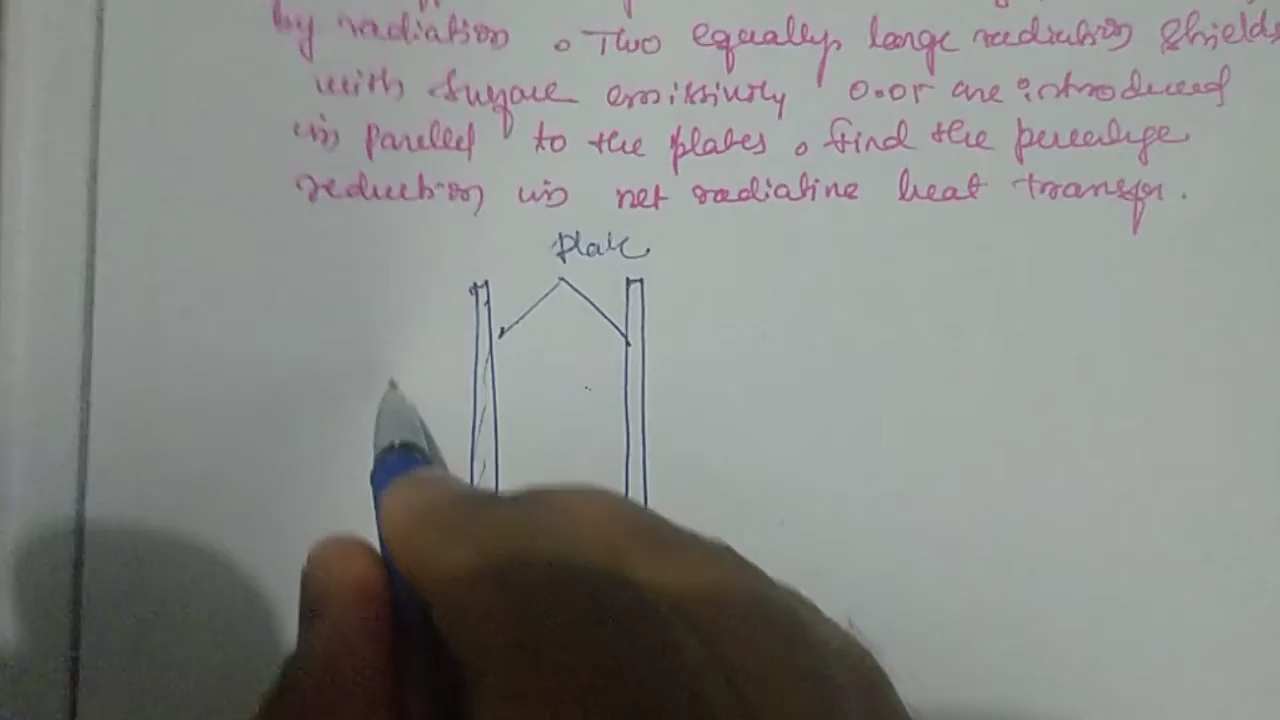 by radiation . Two equally large radiation shields
with surface emissivity 0.05 are introduced
in parellel to the plates . find the percentage
reduction in net radiative heat transfer .
plate